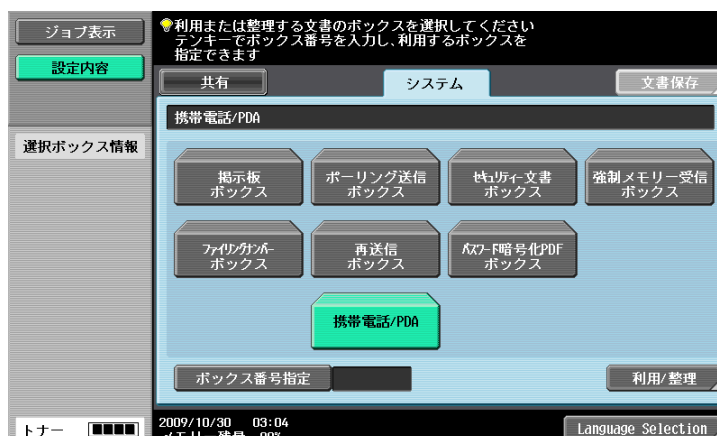 ジョブ表示
設定内容
選択ボックス情報
トナー
利用または整理する文書のボックスを選択してください
テンキーでボックス番号を入力し、利用するボックスを
指定できます
共有
システム
文書保存
携帯電話/PDA
掲示板
ボックス
ポーリング送信
ボックス
ｾｷｭﾘﾃｨｰ文書
ボックス
強制メモリー受信
ボックス
ﾌｧｲﾘﾝｸﾞﾅﾝﾊﾞｰ
ボックス
再送信
ボックス
ﾊﾟｽﾜｰﾄﾞ暗号化PDF
ボックス
携帯電話/PDA
ボックス番号指定
利用/整理
2009/10/30 03:04
メモリー残量 99%
Language Selection